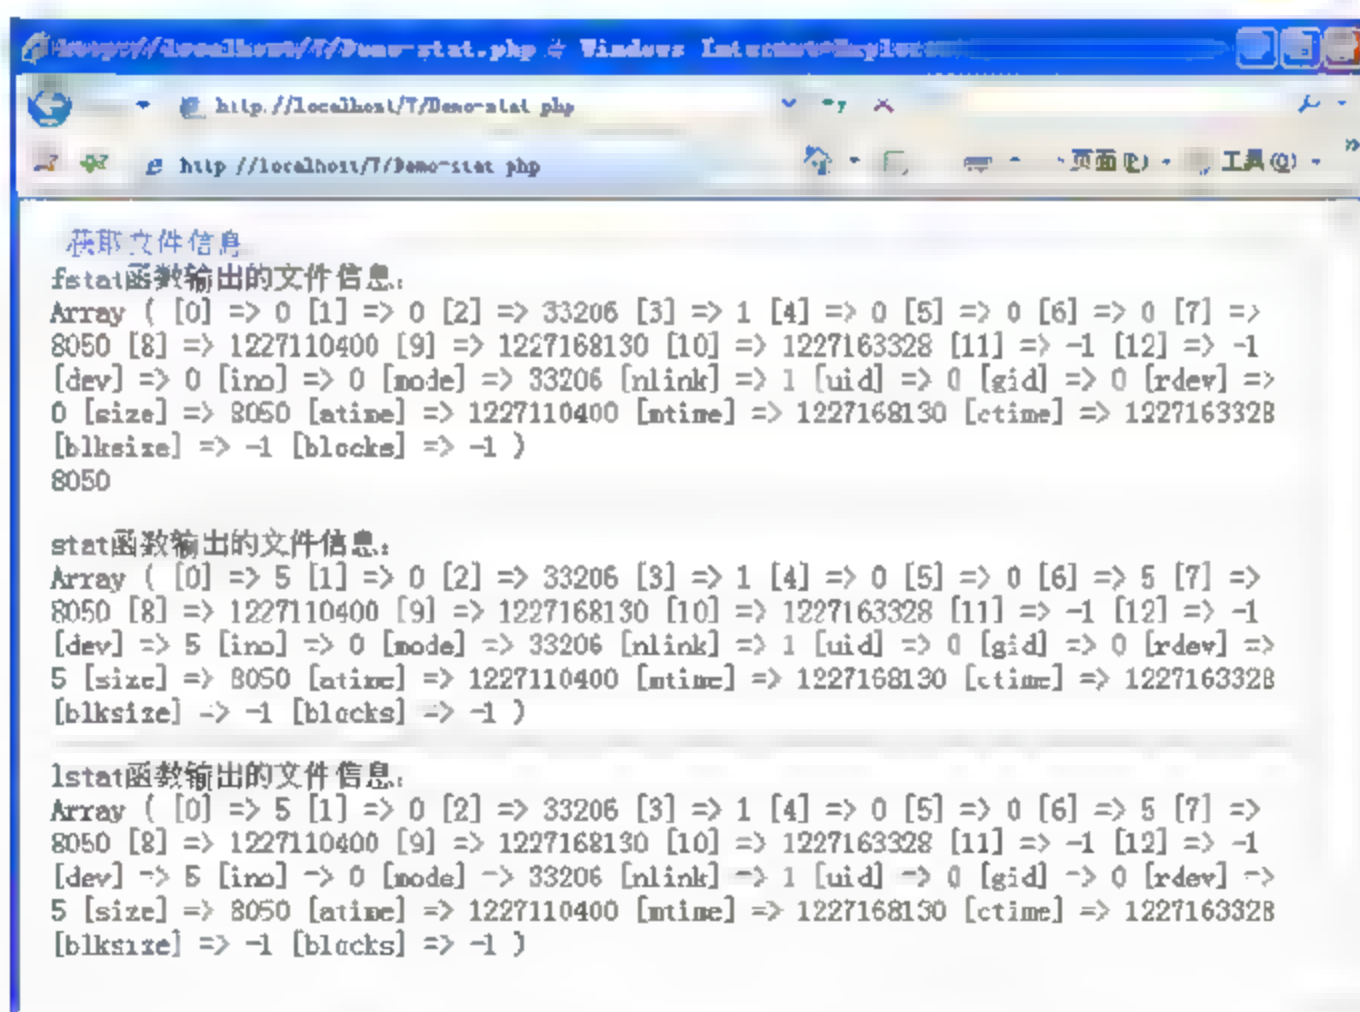 http://localhost/T/Demo-stat.php - Windows Internet Explorer
http://localhost/T/Demo-stat.php
http://localhost/T/Demo-stat.php
页面(P) 工具(O)
获取文件信息
fstat函数输出的文件信息:
Array ( [0] => 0 [1] => 0 [2] => 33206 [3] => 1 [4] => 0 [5] => 0 [6] => 0 [7] =>
8050 [8] => 1227110400 [9] => 1227168130 [10] => 1227163328 [11] => -1 [12] => -1
[dev] => 0 [ino] => 0 [mode] => 33206 [nlink] => 1 [uid] => 0 [gid] => 0 [rdev] =>
0 [size] => 8050 [atime] => 1227110400 [mtime] => 1227168130 [ctime] => 1227163328
[blksize] => -1 [blocks] => -1 )
8050
stat函数输出的文件信息:
Array ( [0] => 5 [1] => 0 [2] => 33206 [3] => 1 [4] => 0 [5] => 0 [6] => 5 [7] =>
8050 [8] => 1227110400 [9] => 1227168130 [10] => 1227163328 [11] => -1 [12] => -1
[dev] => 5 [ino] => 0 [mode] => 33206 [nlink] => 1 [uid] => 0 [gid] => 0 [rdev] =>
5 [size] => 8050 [atime] => 1227110400 [mtime] => 1227168130 [ctime] => 1227163328
[blksize] => -1 [blocks] => -1 )
lstat函数输出的文件信息:
Array ( [0] => 5 [1] => 0 [2] => 33206 [3] => 1 [4] => 0 [5] => 0 [6] => 5 [7] =>
8050 [8] => 1227110400 [9] => 1227168130 [10] => 1227163328 [11] => -1 [12] => -1
[dev] => 5 [ino] => 0 [mode] => 33206 [nlink] => 1 [uid] => 0 [gid] => 0 [rdev] =>
5 [size] => 8050 [atime] => 1227110400 [mtime] => 1227168130 [ctime] => 1227163328
[blksize] => -1 [blocks] => -1 )